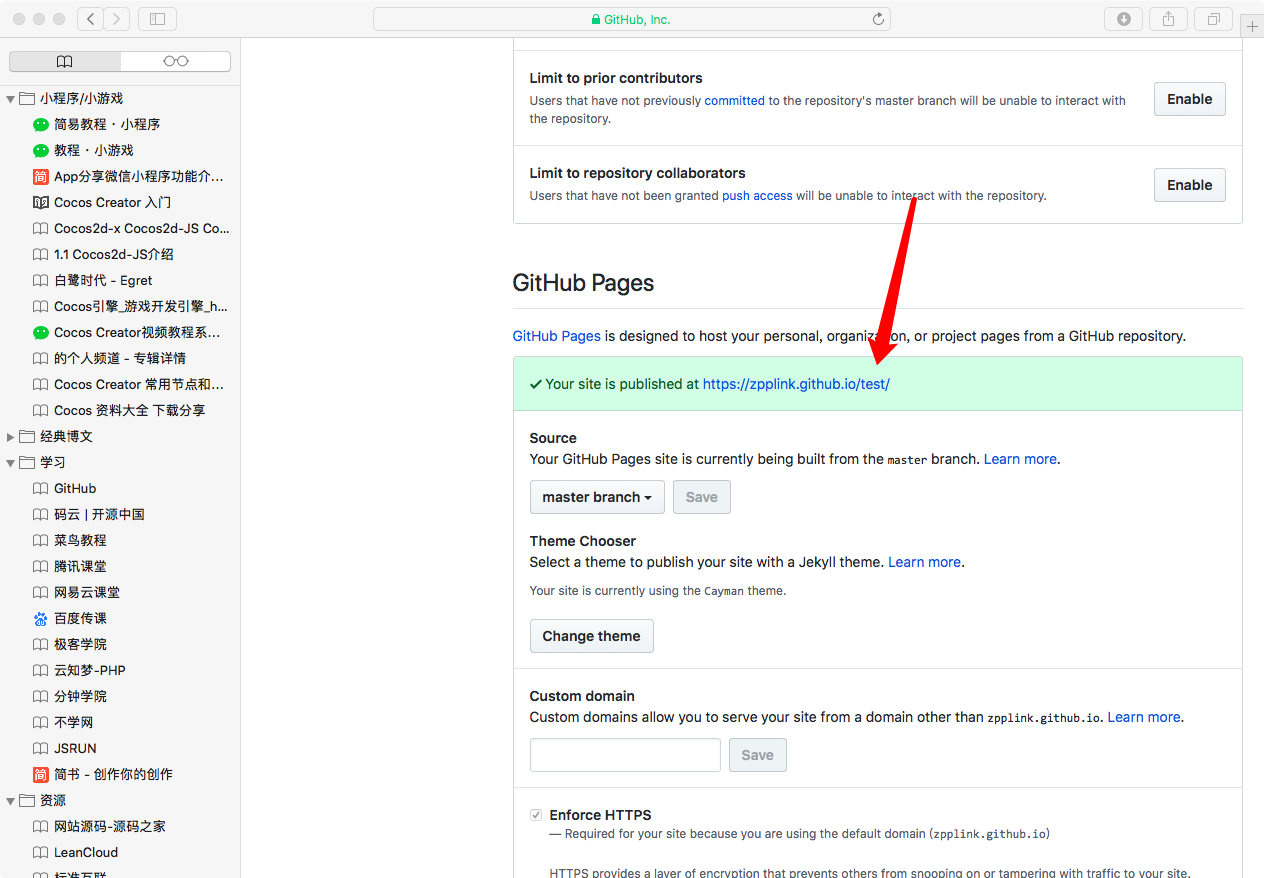 GitHub, Inc.
小程序/小游戏
简易教程 · 小程序
教程 · 小游戏
App分享微信小程序功能介...
Cocos Creator 入门
Cocos2d-x Cocos2d-JS Co...
1.1 Cocos2d-JS介绍
白鹭时代 - Egret
Cocos引擎_游戏开发引擎_h...
Cocos Creator视频教程系...
的个人频道 - 专辑详情
Cocos Creator 常用节点和...
Cocos 资料大全 下载分享
经典博文
学习
GitHub
码云 | 开源中国
菜鸟教程
腾讯课堂
网易云课堂
百度传课
极客学院
云知梦-PHP
分钟学院
不学网
JSRUN
简书 - 创作你的创作
资源
网站源码-源码之家
LeanCloud
标准互联
Limit to prior contributors
Users that have not previously committed to the repository's master branch will be unable to interact with
the repository.
Enable
Limit to repository collaborators
Users that have not been granted push access will be unable to interact with the repository.
Enable
GitHub Pages
GitHub Pages is designed to host your personal, organization, or project pages from a GitHub repository.
Your site is published at https://zpplink.github.io/test/
Source
Your GitHub Pages site is currently being built from the master branch. Learn more.
master branch
Save
Theme Chooser
Select a theme to publish your site with a Jekyll theme. Learn more.
Your site is currently using the Cayman theme.
Change theme
Custom domain
Custom domains allow you to serve your site from a domain other than zpplink.github.io. Learn more.
Save
Enforce HTTPS
— Required for your site because you are using the default domain (zpplink.github.io)
HTTPS provides a layer of encryption that prevents others from snooping on or tampering with traffic to your site.